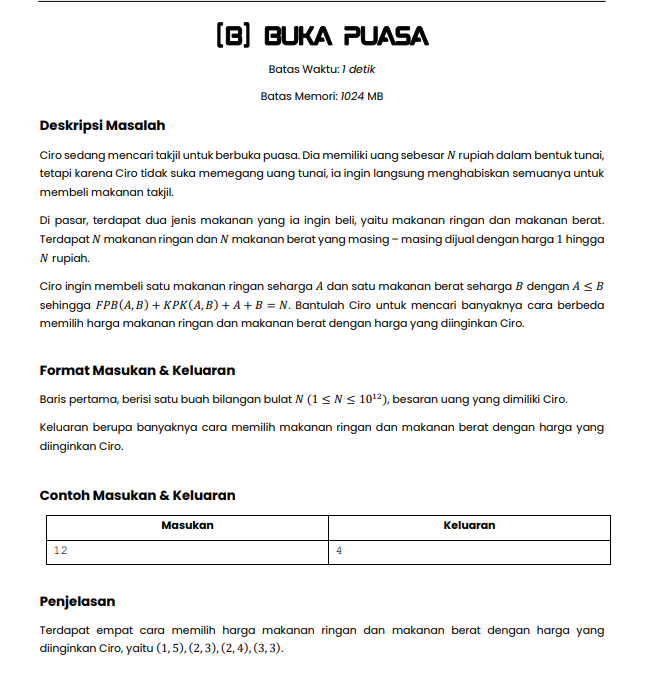 [B] BUKA PUASA
Batas Waktu: 1 detik
Batas Memori: 1024 MB
Deskripsi Masalah
Ciro sedang mencari takjil untuk berbuka puasa. Dia memiliki uang sebesar N rupiah dalam bentuk tunai,
tetapi karena Ciro tidak suka memegang uang tunai, ia ingin langsung menghabiskan semuanya untuk
membeli makanan takjil.
Di pasar, terdapat dua jenis makanan yang ia ingin beli, yaitu makanan ringan dan makanan berat.
Terdapat N makanan ringan dan N makanan berat yang masing – masing dijual dengan harga 1 hingga
N rupiah.
Ciro ingin membeli satu makanan ringan seharga A dan satu makanan berat seharga B dengan A ≤ B
sehingga FPB(A, B) + KPK(A, B) + A + B = N. Bantulah Ciro untuk mencari banyaknya cara berbeda
memilih harga makanan ringan dan makanan berat dengan harga yang diinginkan Ciro.
Format Masukan & Keluaran
Baris pertama, berisi satu buah bilangan bulat N (1 ≤ N ≤ 10¹²), besaran uang yang dimiliki Ciro.
Keluaran berupa banyaknya cara memilih makanan ringan dan makanan berat dengan harga yang
diinginkan Ciro.
Contoh Masukan & Keluaran
Masukan Keluaran
12 4
Penjelasan
Terdapat empat cara memilih harga makanan ringan dan makanan berat dengan harga yang
diinginkan Ciro, yaitu (1, 5), (2, 3), (2, 4), (3, 3).